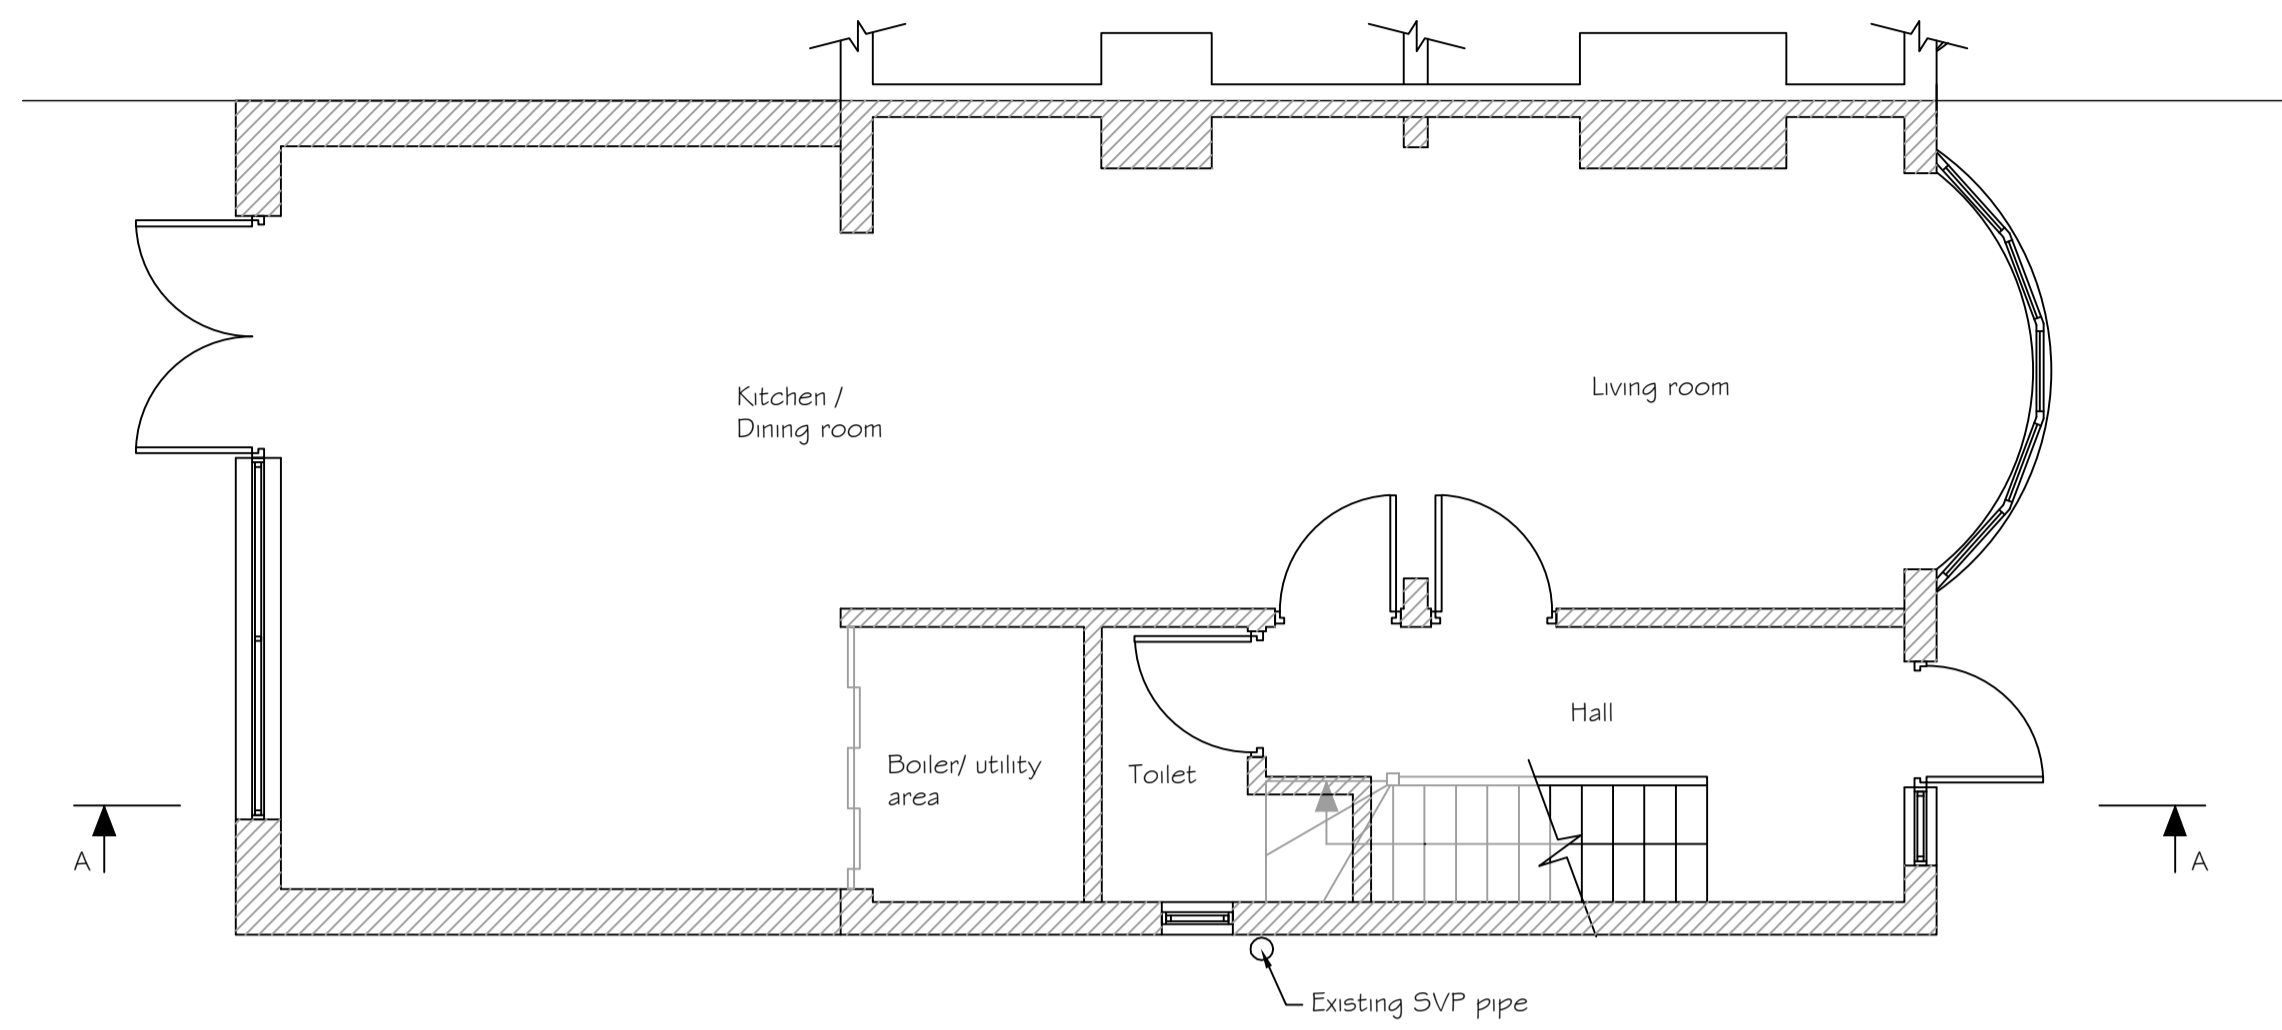 Kitchen /
Dining room
Living room
Hall
Boiler/ utility
area
Toilet
A
A
Existing SVP pipe